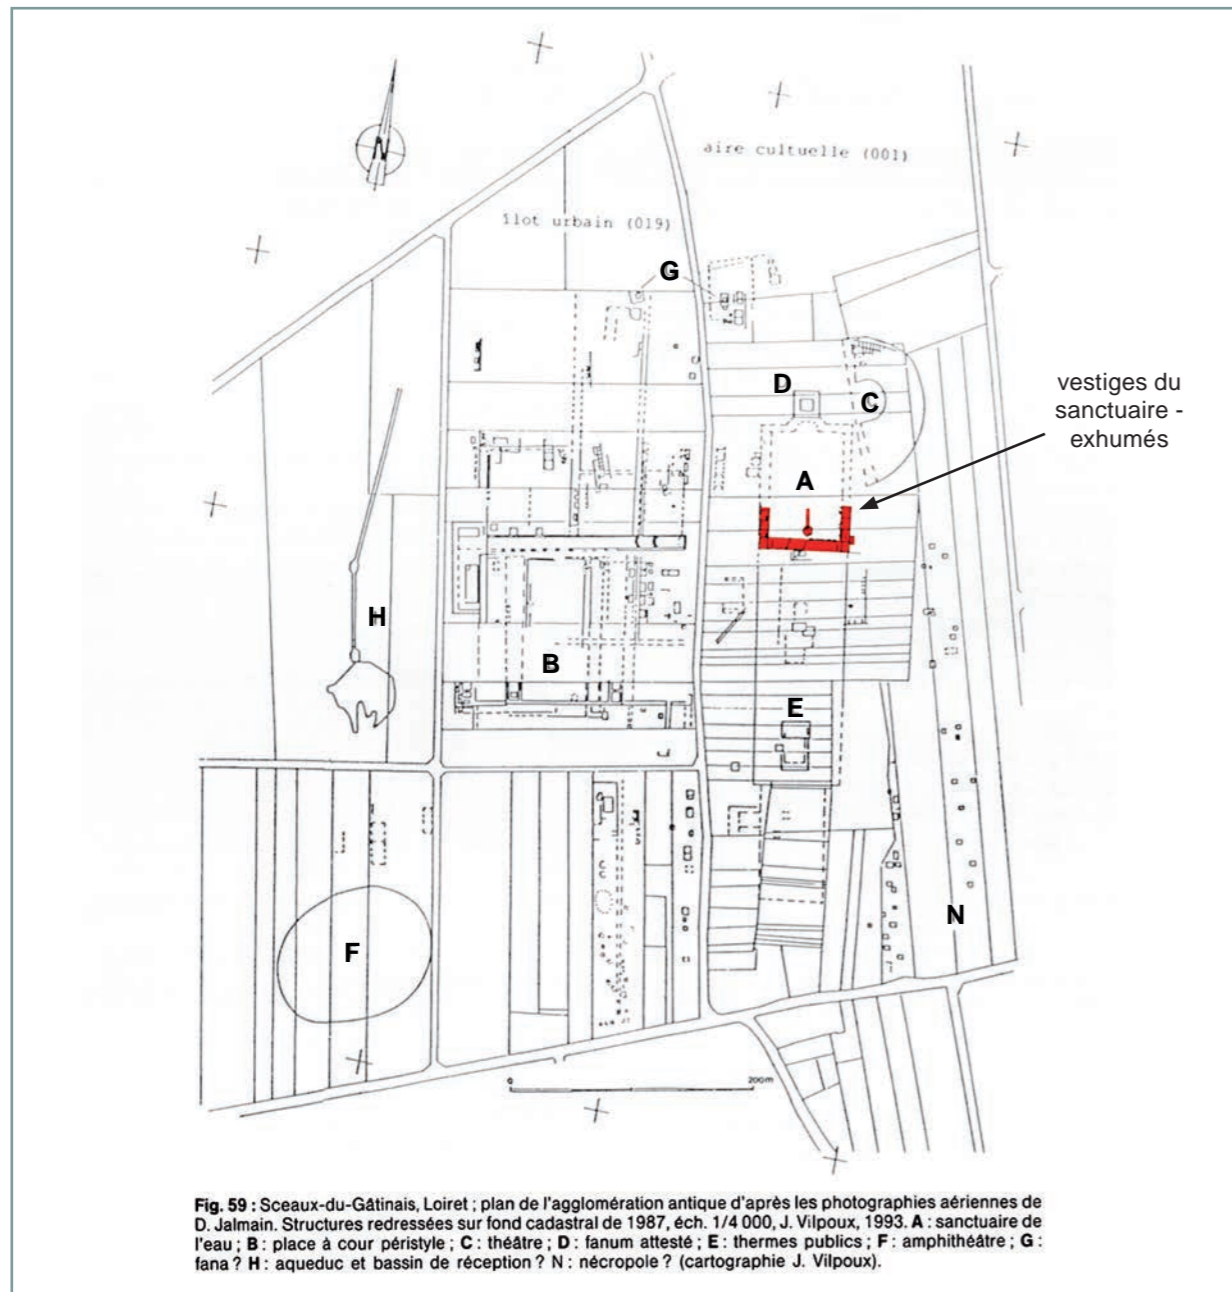 N
aire cultuelle (001)
îlot urbain (019)
G
D
C
vestiges du
sanctuaire -
exhumés
A
H
B
E
N
F
0 200m
Fig. 59 : Sceaux-du-Gâtinais, Loiret ; plan de l'agglomération antique d'après les photographies aériennes de
D. Jalmain. Structures redressées sur fond cadastral de 1987, éch. 1/4 000, J. Vilpoux, 1993. A : sanctuaire de
l'eau ; B : place à cour péristyle ; C : théâtre ; D : fanum attesté ; E : thermes publics ; F : amphithéâtre ; G :
fana ? H : aqueduc et bassin de réception ? N : nécropole ? (cartographie J. Vilpoux).